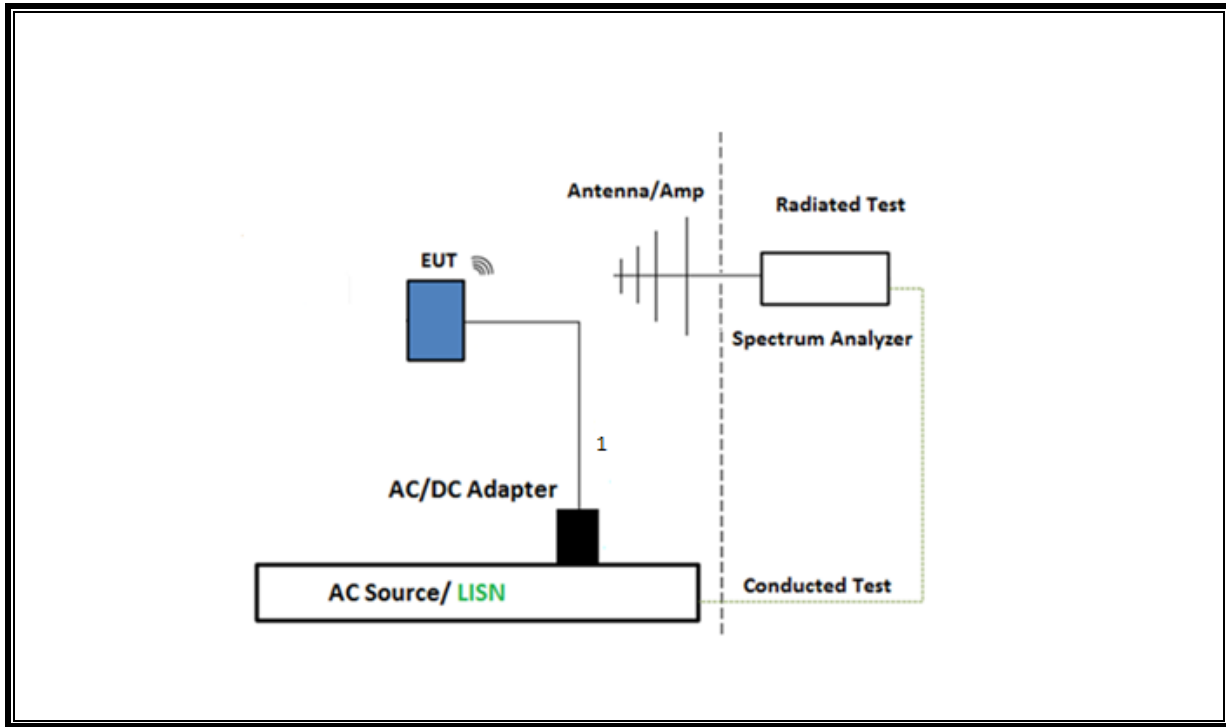 Antenna/Amp
Radiated Test
EUT
Spectrum Analyzer
1
AC/DC Adapter
AC Source/ LISN
Conducted Test